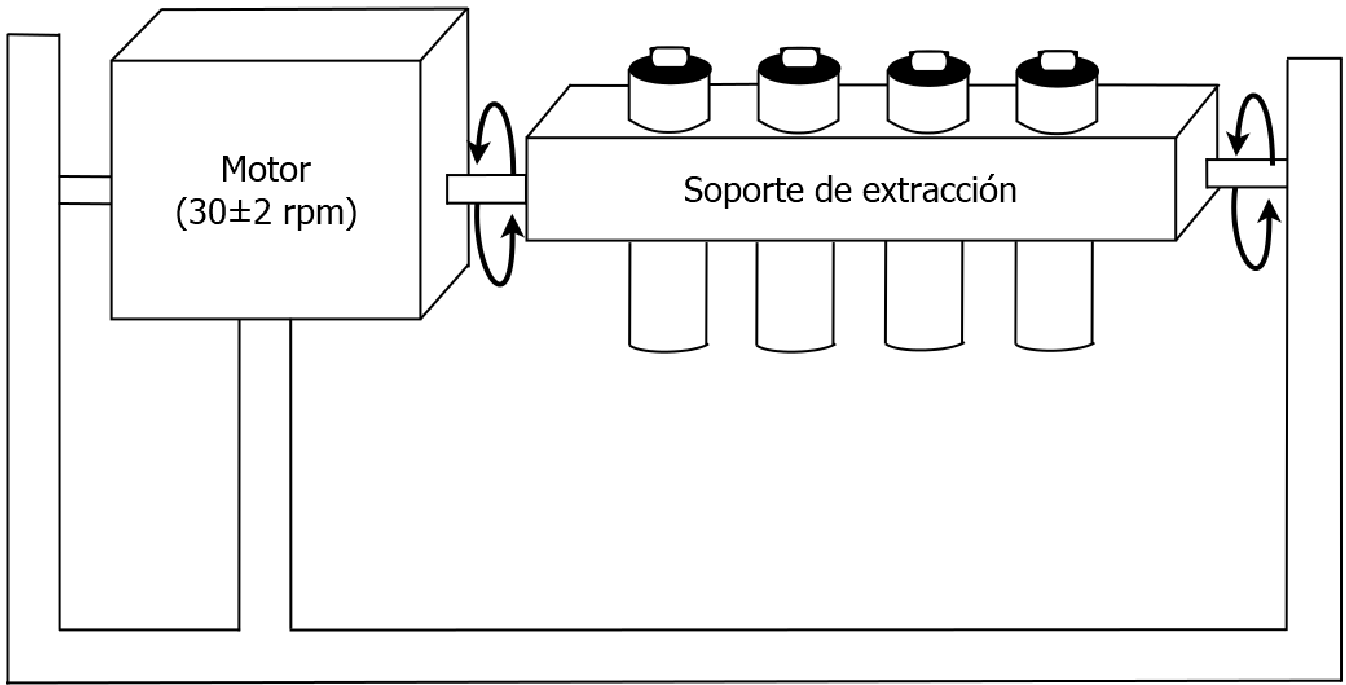 Motor
(30±2 rpm)
Soporte de extracción